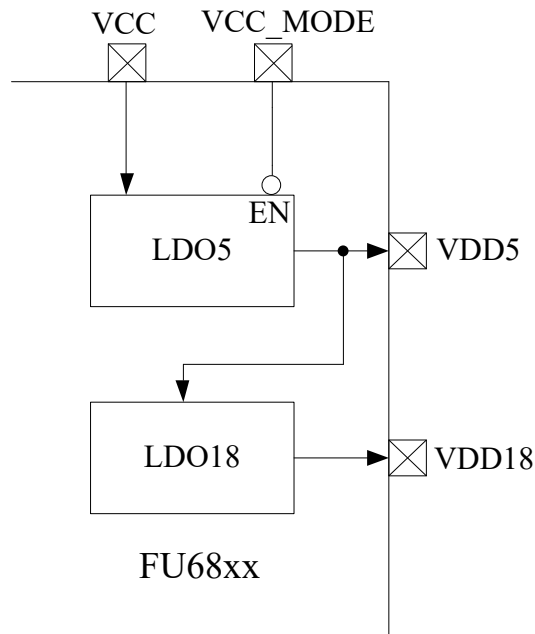 VCC
VCC_MODE
EN
LDO5
VDD5
LDO18
VDD18
FU68xx